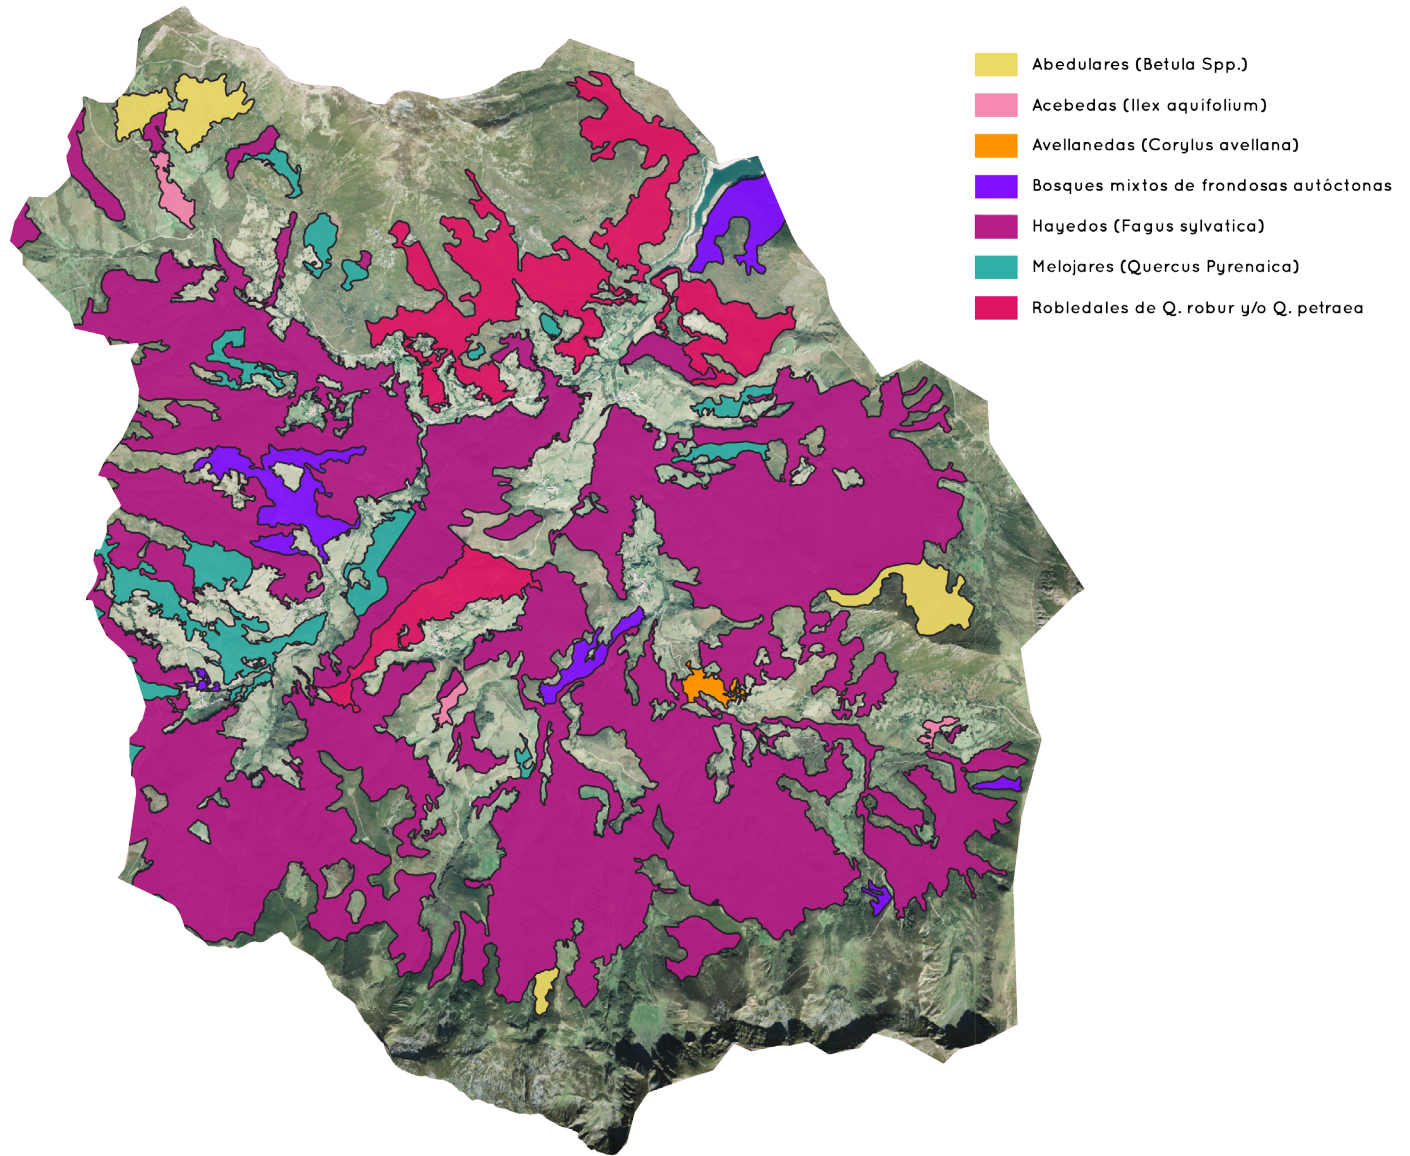 Abedulares (Betula Spp.)
Acebedas (Ilex aquifolium)
Avellanedas (Corylus avellana)
Bosques mixtos de frondosas autóctonas
Hayedos (Fagus sylvatica)
Melojares (Quercus Pyrenaica)
Robledales de Q. robur y/o Q. petraea